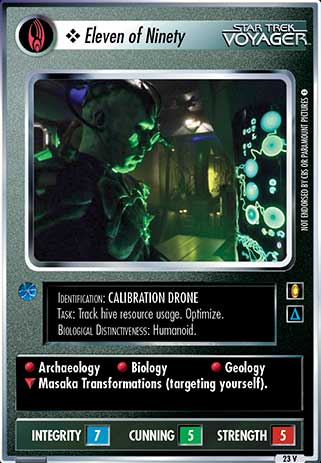 ❖ Eleven of Ninety
STAR TREK
VOYAGER™
NOT ENDORSED BY CBS OR PARAMOUNT PICTURES
IDENTIFICATION: CALIBRATION DRONE
TASK: Track hive resource usage. Optimize.
BIOLOGICAL DISTINCTIVENESS: Humanoid.
Archaeology Biology Geology
Masaka Transformations (targeting yourself).
INTEGRITY 7 CUNNING 5 STRENGTH 5
23 V